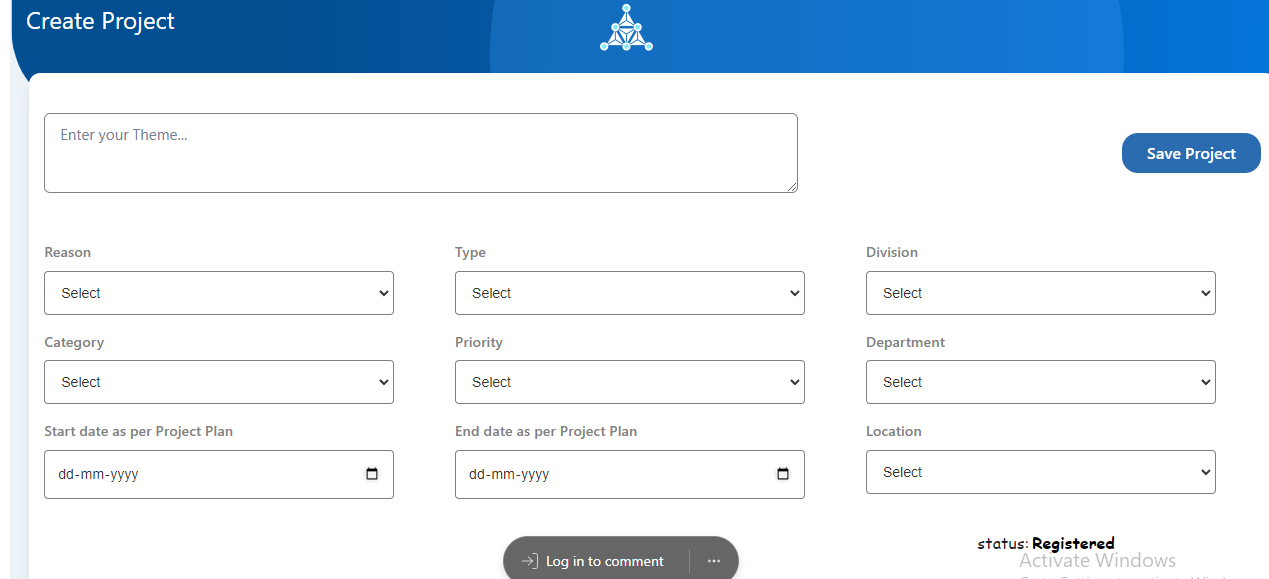 Create Project
Enter your Theme...
Save Project
Reason Type Division
Select Select Select
Category Priority Department
Select Select Select
Start date as per Project Plan End date as per Project Plan Location
dd-mm-yyyy dd-mm-yyyy Select
status: Registered
Log in to comment ...
Activate Windows